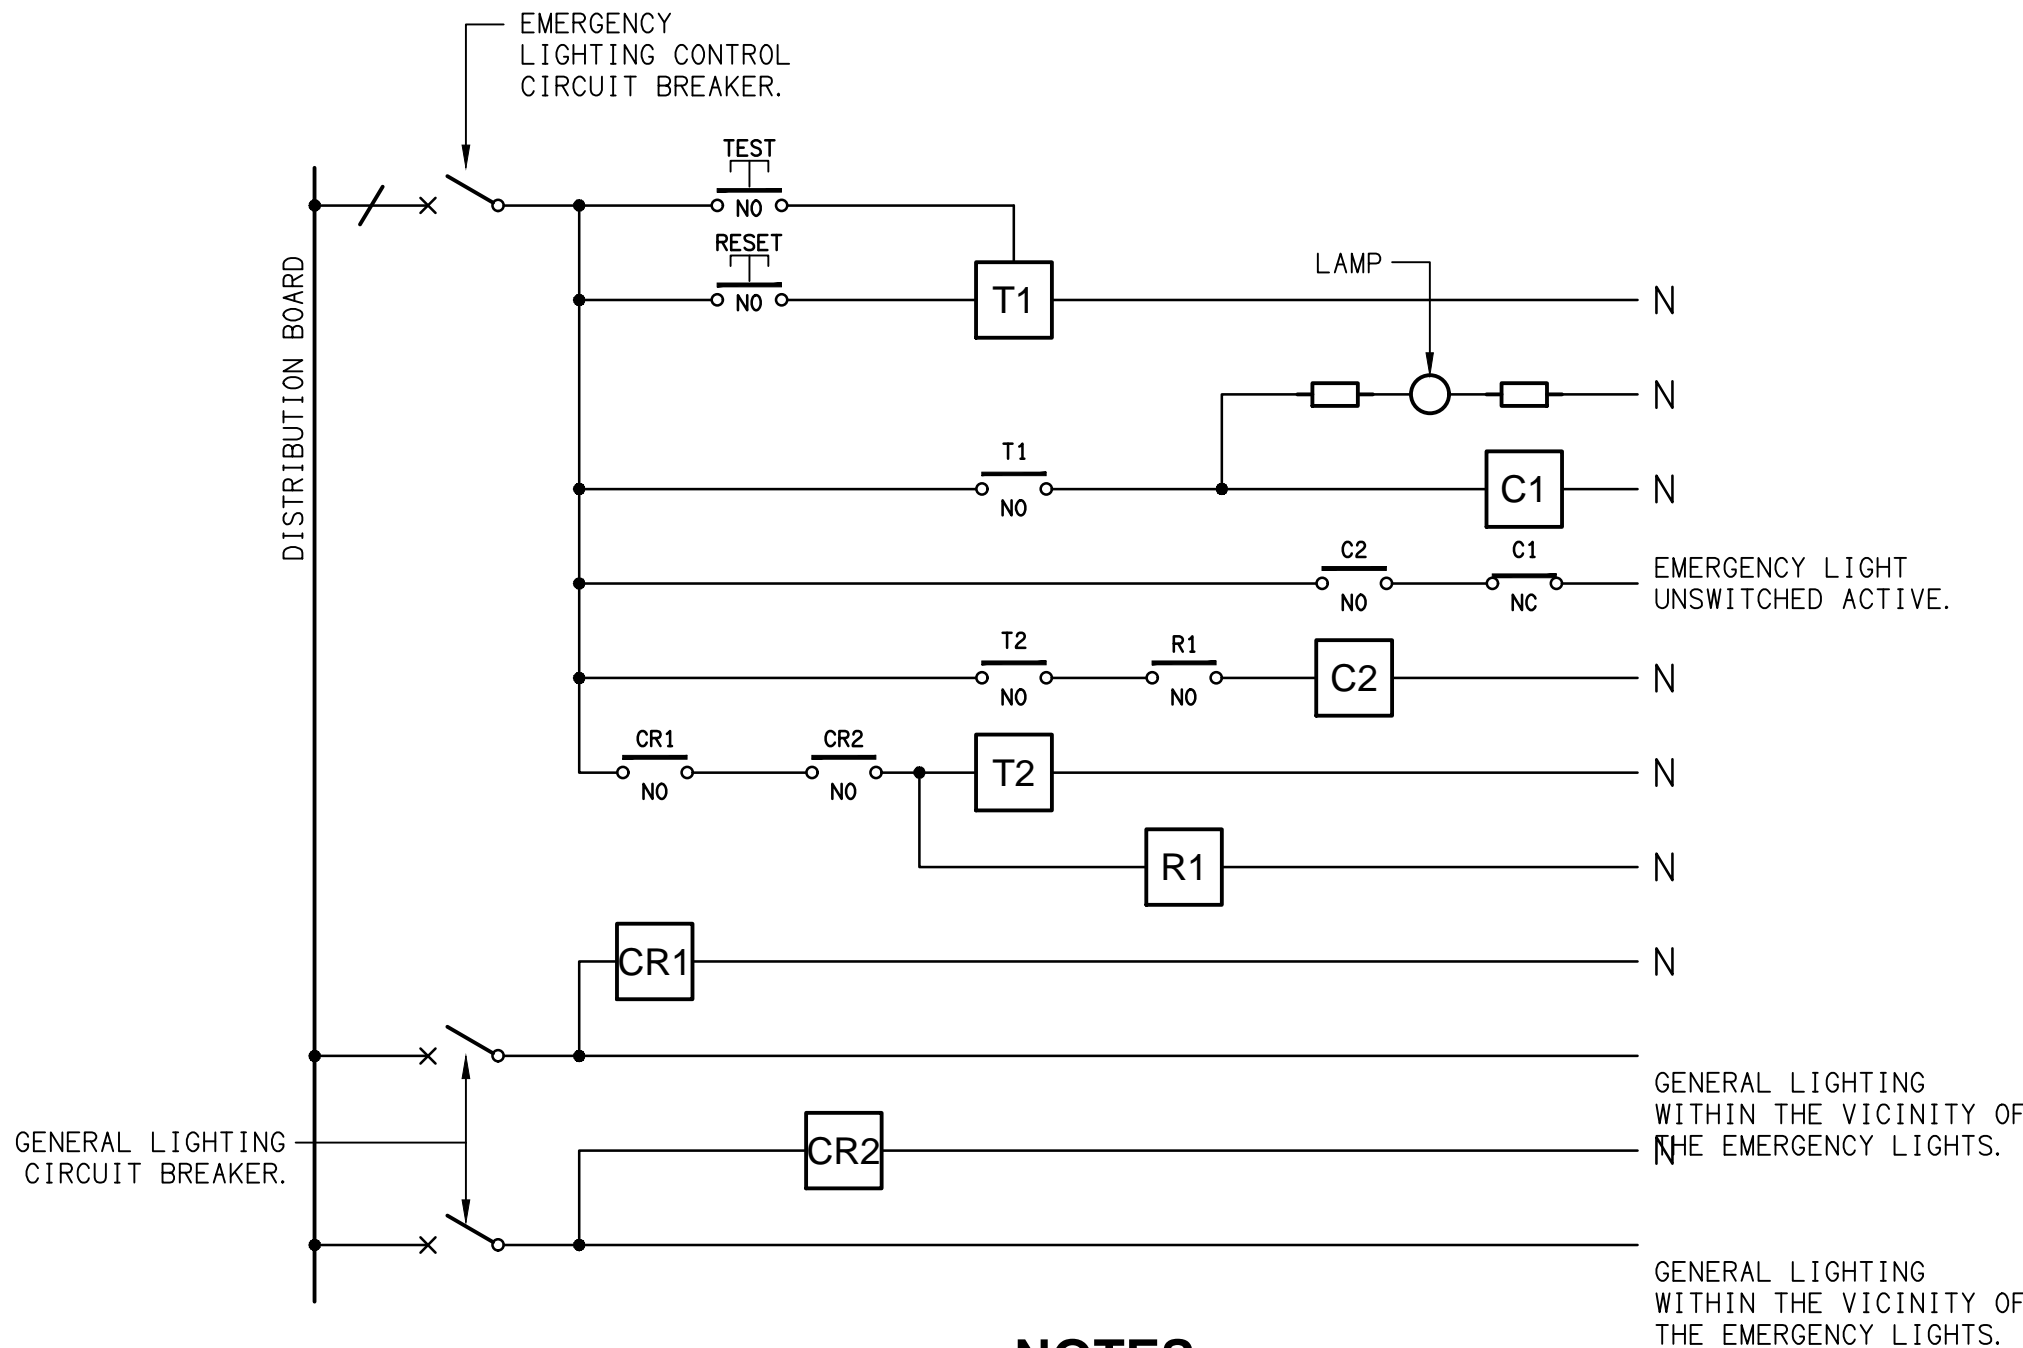 EMERGENCY
LIGHTING CONTROL
CIRCUIT BREAKER.
TEST
NO
RESET
NO
T1
N
LAMP
N
DISTRIBUTION BOARD
T1
NO
C1
N
C2
NO
C1
NC
EMERGENCY LIGHT
UNSWITCHED ACTIVE.
T2
NO
R1
NO
C2
N
CR1
NO
CR2
NO
T2
N
R1
N
CR1
N
GENERAL LIGHTING
WITHIN THE VICINITY OF
THE EMERGENCY LIGHTS.
GENERAL LIGHTING
CIRCUIT BREAKER.
CR2
N
GENERAL LIGHTING
WITHIN THE VICINITY OF
THE EMERGENCY LIGHTS.
NOTES